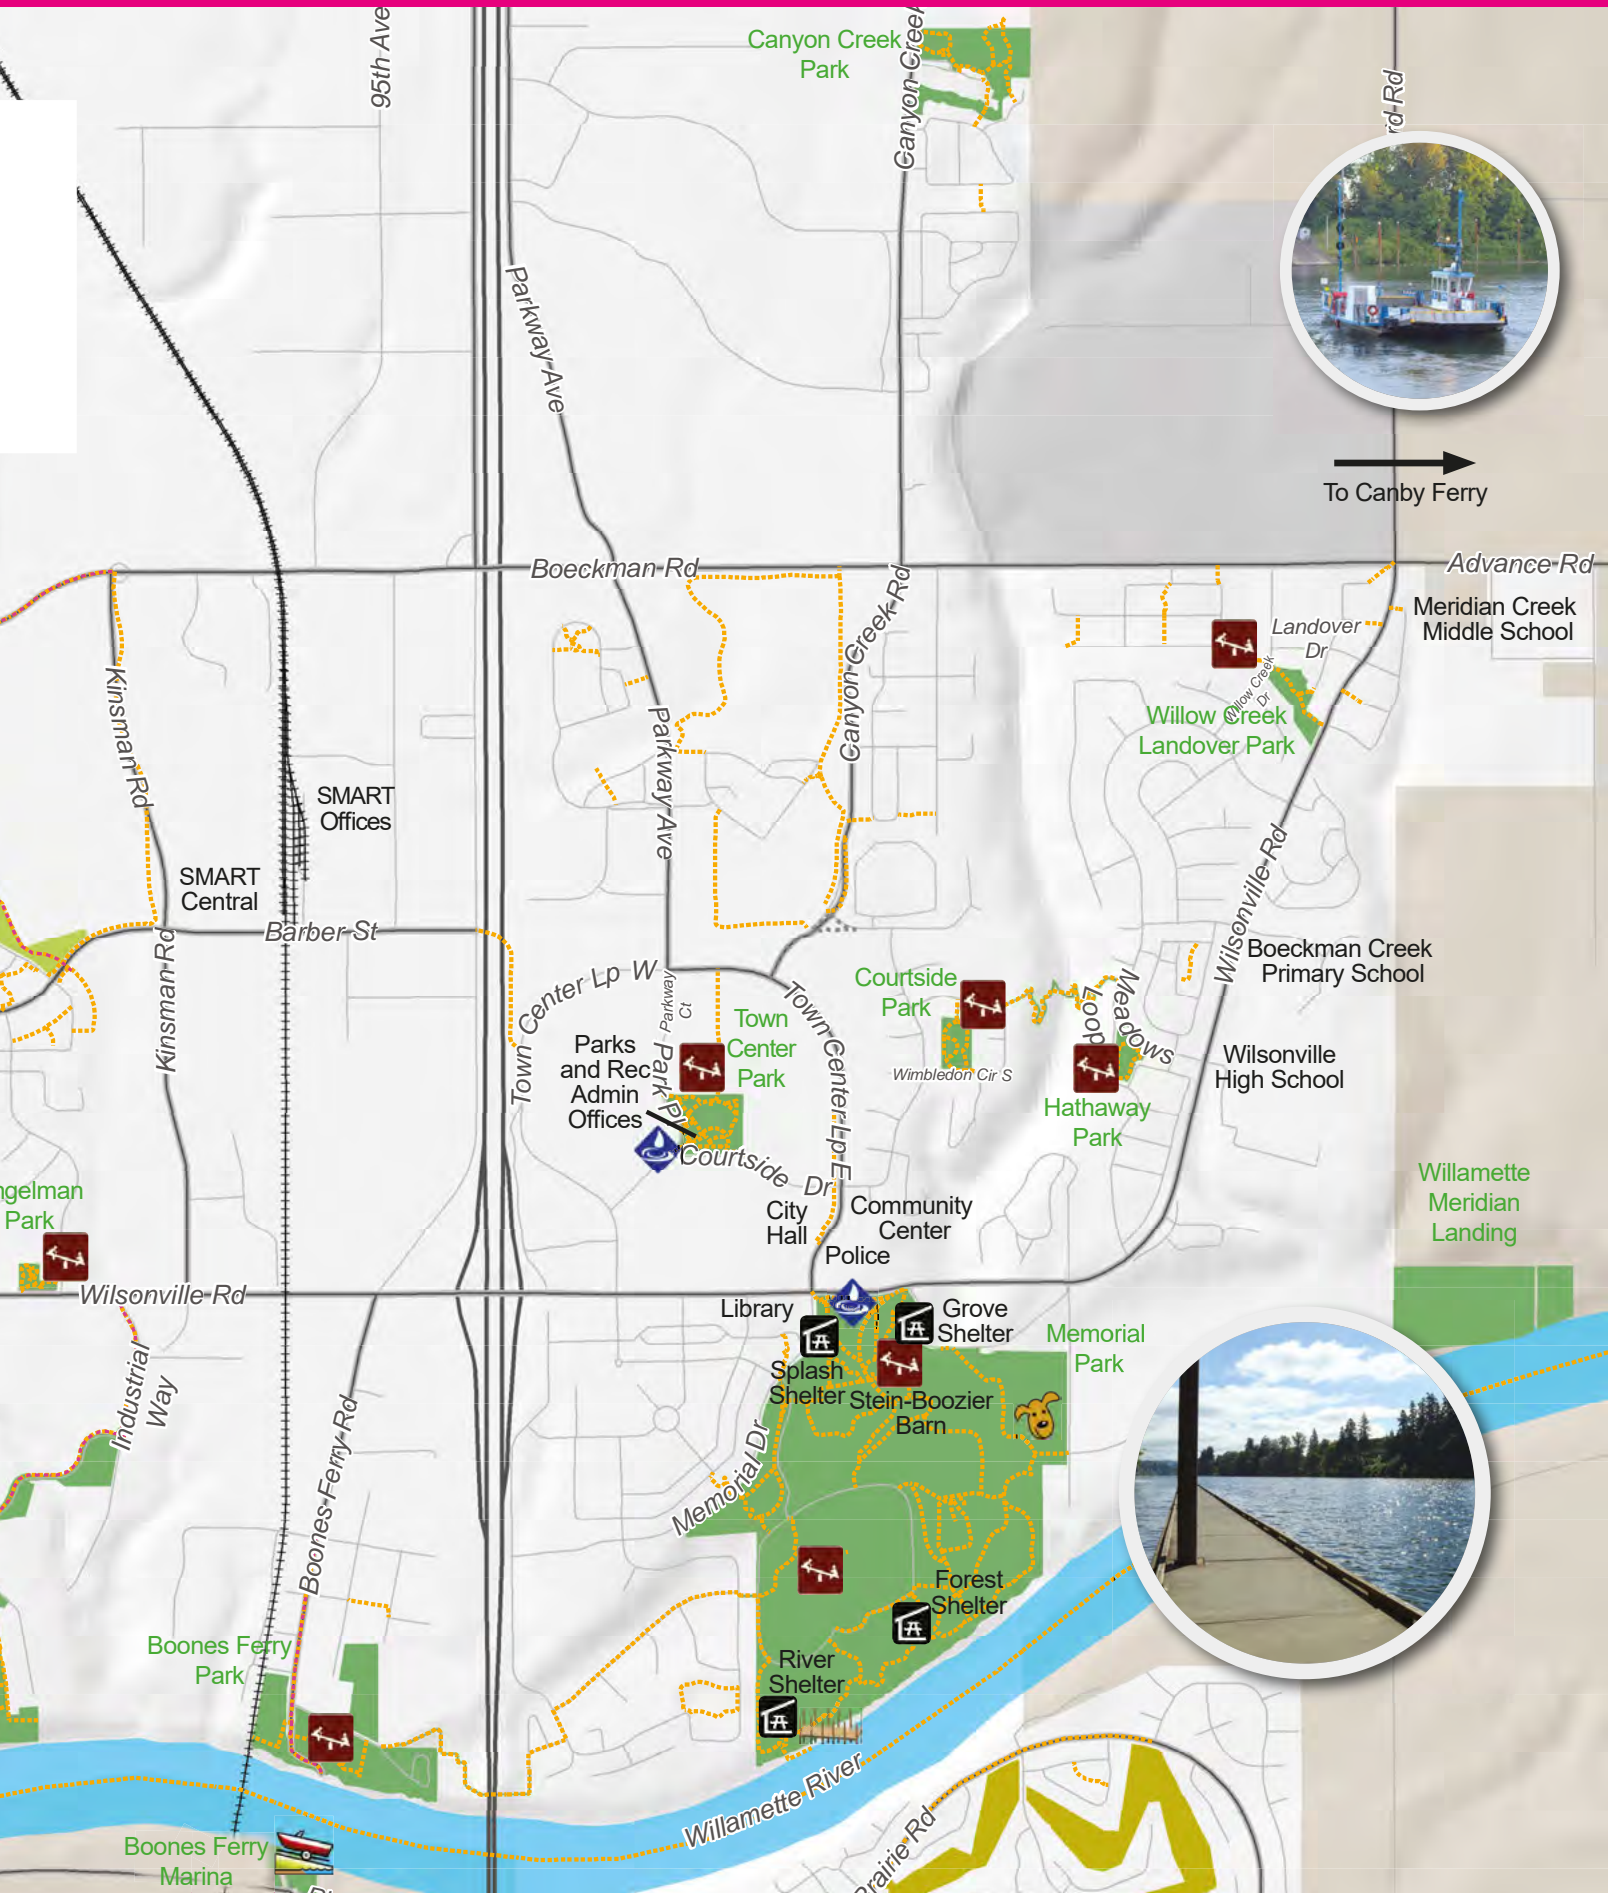 95th Ave
Canyon Creek
Park
Canyon Creek
rd Rd
Parkway Ave
To Canby Ferry
Boeckman Rd
Advance Rd
Meridian Creek
Middle School
Landover
Dr
Willow Creek
Dr
Willow Creek
Landover Park
Canyon Creek Rd
Kinsman Rd
Parkway Ave
SMART
Offices
SMART
Central
Barber St
Kinsman Rd
Wilsonville Rd
Boeckman Creek
Primary School
Town Center Lp W
Parkway
Ct
Courtside
Park
Meadows
Loop
Town Center Lp E
Town
Center
Park
Parks
and Rec
Admin
Offices
Park Pl
Wimbledon Cir S
Wilsonville
High School
Hathaway
Park
Courtside Dr
Willamette
Meridian
Landing
ngelman
Park
City
Hall
Community
Center
Police
Wilsonville Rd
Library
Grove
Shelter
Memorial
Park
Splash
Shelter
Stein-Boozier
Barn
Industrial
Way
Boones Ferry Rd
Memorial Dr
Forest
Shelter
Boones Ferry
Park
River
Shelter
Willamette River
Boones Ferry
Marina
Prairie Rd